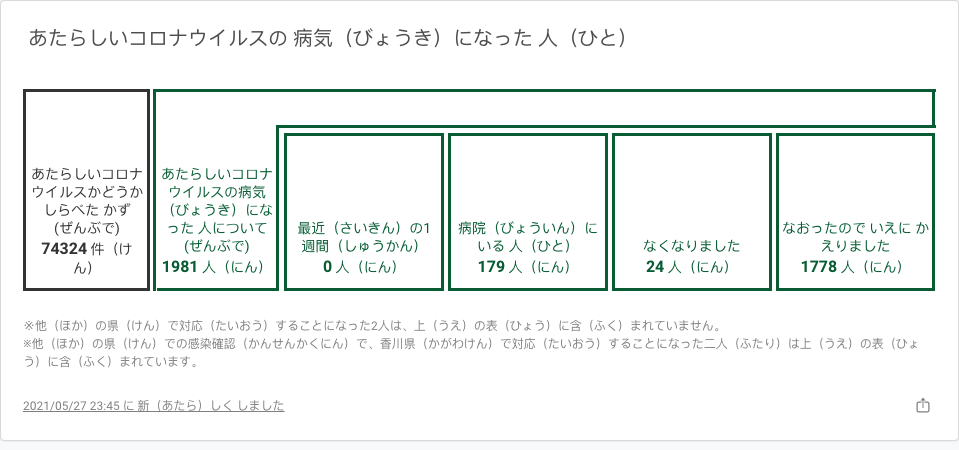 あたらしいコロナウイルスの 病気（びょうき）になった 人（ひと）
あたらしいコロナ
ウイルスかどうか
しらべた かず
(ぜんぶで)
74324 件（け
ん）
あたらしいコロナ
ウイルスの病気
（びょうき）にな
った 人について
(ぜんぶで)
1981 人（にん）
最近（さいきん）の1
週間（しゅうかん）
0 人（にん）
病院（びょういん）に
いる 人（ひと）
179 人（にん）
なくなりました
24 人（にん）
なおったので いえに か
えりました
1778 人（にん）
※他（ほか）の県（けん）で対応（たいおう）することになった2人は、上（うえ）の表（ひょう）に含（ふく）まれていません。
※他（ほか）の県（けん）での感染確認（かんせんかくにん）で、香川県（かがわけん）で対応（たいおう）することになった二人（ふたり）は上（うえ）の表（ひょ
う）に含（ふく）まれています。
2021/05/27 23:45 に 新（あたら）しく しました